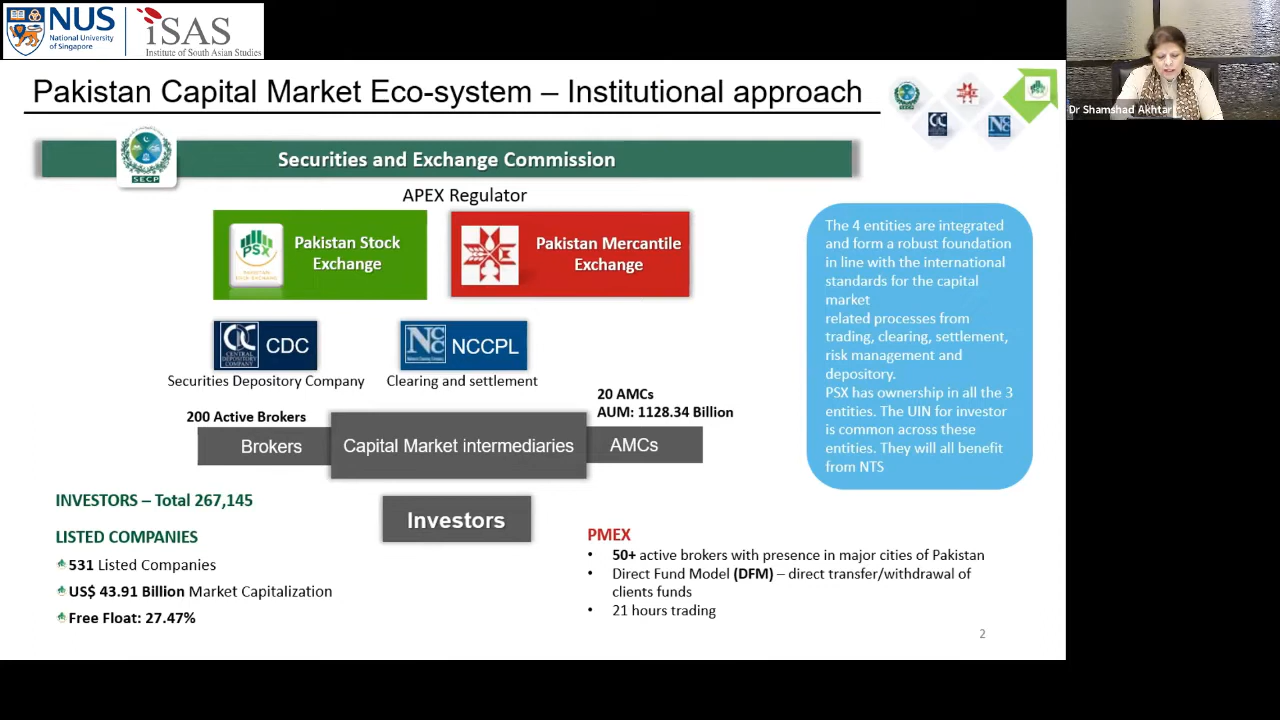 NUS
National University
of Singapore
iSAS
Institute of South Asian Studies
Dr Shamshad Akhtar
Pakistan Capital Market Eco-system – Institutional approach
SECP
Securities and Exchange Commission
APEX Regulator
PSX
Pakistan Stock
Exchange
Pakistan Mercantile
Exchange
CENTRAL
DEPOSITORY
COMPANY
CDC
NCCPL
Securities Depository Company
Clearing and settlement
200 Active Brokers
20 AMCs
AUM: 1128.34 Billion
Brokers
Capital Market intermediaries
AMCs
Investors
The 4 entities are integrated
and form a robust foundation
in line with the international
standards for the capital
market
related processes from
trading, clearing, settlement,
risk management and
depository.
PSX has ownership in all the 3
entities. The UIN for investor
is common across these
entities. They will all benefit
from NTS
INVESTORS – Total 267,145
LISTED COMPANIES
531 Listed Companies
US$ 43.91 Billion Market Capitalization
Free Float: 27.47%
PMEX
• 50+ active brokers with presence in major cities of Pakistan
• Direct Fund Model (DFM) – direct transfer/withdrawal of
clients funds
• 21 hours trading
2